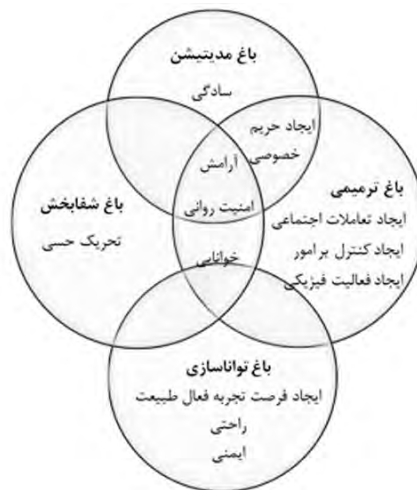 باغ مدیتیشن
سادگی
ایجاد حریم
خصوصی
آرامش
باغ ترمیمی
ایجاد تعاملات اجتماعی
ایجاد کنترل بر امور
ایجاد فعالیت فیزیکی
امنیت روانی
باغ شفابخش
تحریک حسی
خوانایی
باغ تواناسازی
ایجاد فرصت تجربه فعال طبیعت
راحتی
ایمنی